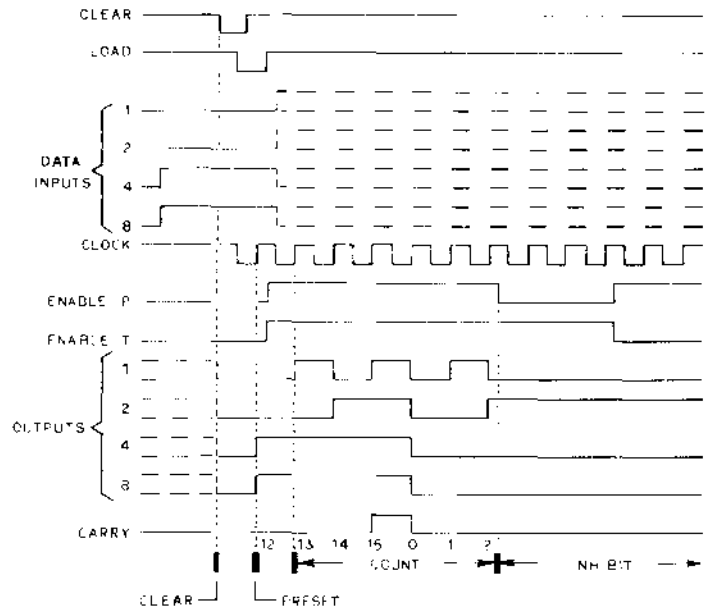 CLEAR
LOAD
DATA
INPUTS
1
2
4
8
CLOCK
ENABLE P
ENABLE T
OUTPUTS
1
2
4
8
CARRY
12 13 14 15 0 1 2
COUNT
INHIBIT
CLEAR
PRESET